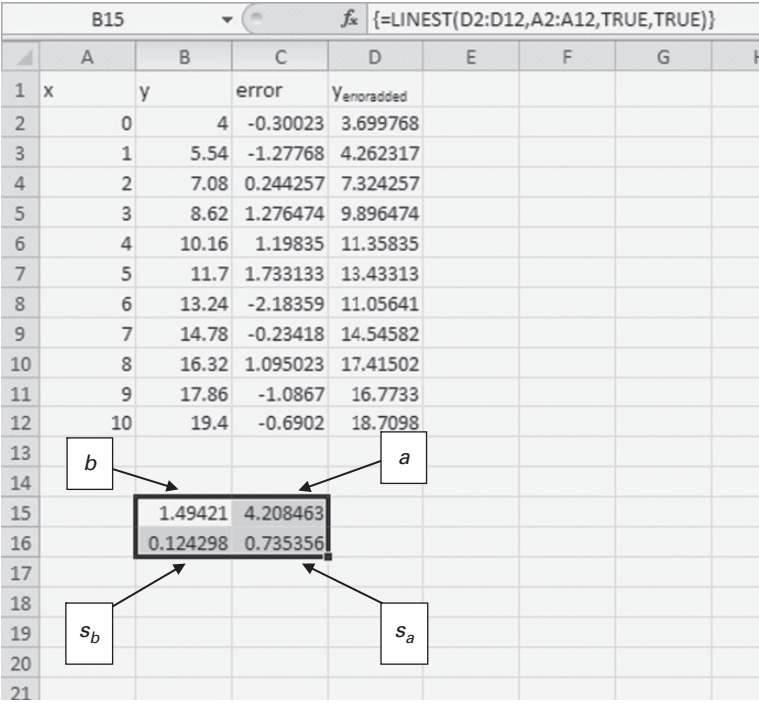 B15 fx {=LINEST(D2:D12,A2:A12,TRUE,TRUE)}
A B C D E F G H
1 x y error yerroradded
2 0 4 -0.30023 3.699768
3 1 5.54 -1.27768 4.262317
4 2 7.08 0.244257 7.324257
5 3 8.62 1.276474 9.896474
6 4 10.16 1.19835 11.35835
7 5 11.7 1.733133 13.43313
8 6 13.24 -2.18359 11.05641
9 7 14.78 -0.23418 14.54582
10 8 16.32 1.095023 17.41502
11 9 17.86 -1.0867 16.7733
12 10 19.4 -0.6902 18.7098
13
b a
14
15 1.49421 4.208463
16 0.124298 0.735356
17
18
19
sb sa
20
21